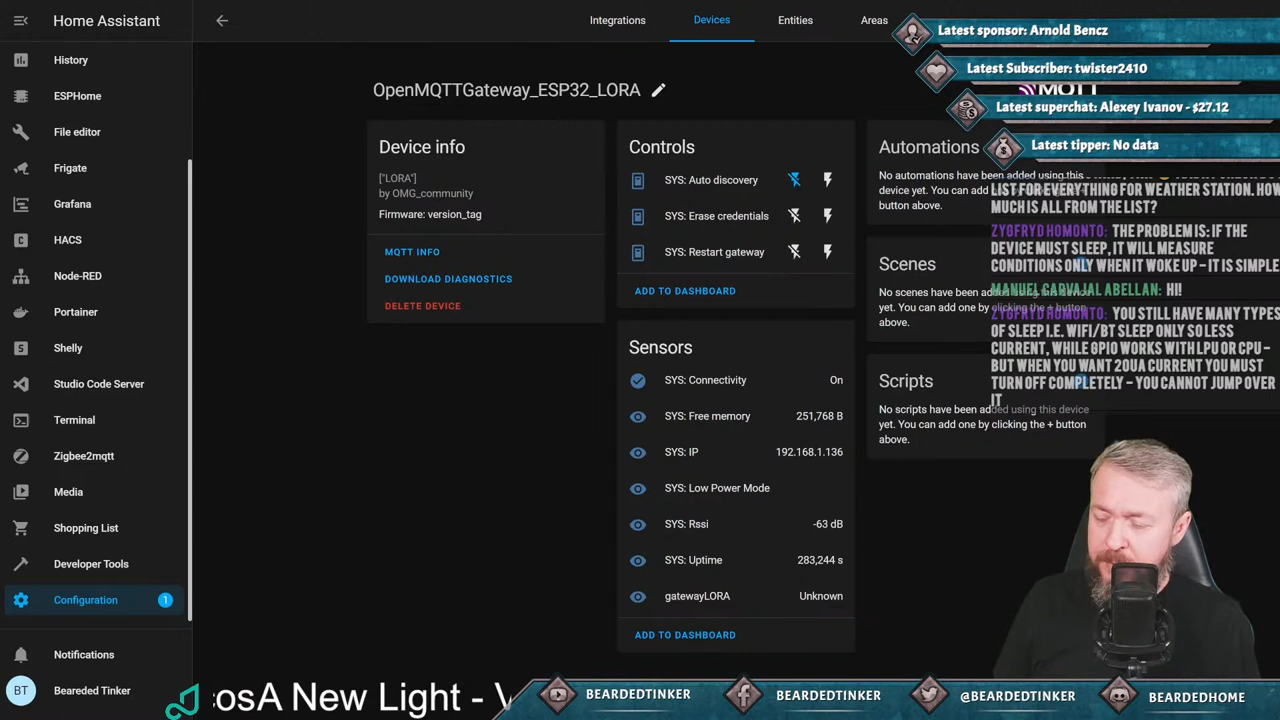 Home Assistant
History
ESPHome
File editor
Frigate
Grafana
HACS
Node-RED
Portainer
Shelly
Studio Code Server
Terminal
Zigbee2mqtt
Media
Shopping List
Developer Tools
Configuration 1
Notifications
BT Bearded Tinker
Integrations Devices Entities Areas
OpenMQTTGateway_ESP32_LORA
Device info
["LORA"]
by OMG_community
Firmware: version_tag
MQTT INFO
DOWNLOAD DIAGNOSTICS
DELETE DEVICE
Controls
SYS: Auto discovery
SYS: Erase credentials
SYS: Restart gateway
ADD TO DASHBOARD
Sensors
SYS: Connectivity On
SYS: Free memory 251,768 B
SYS: IP 192.168.1.136
SYS: Low Power Mode
SYS: Rssi -63 dB
SYS: Uptime 283,244 s
gatewayLORA Unknown
ADD TO DASHBOARD
Automations
No automations have been added using this
device yet. You can add one by clicking the +
button above.
Scenes
No scenes have been added using this device
yet. You can add one by clicking the + button
above.
Scripts
No scripts have been added using this device
yet. You can add one by clicking the + button
above.
Latest sponsor: Arnold Bencz
Latest Subscriber: twister2410
MQTT
Latest superchat: Alexey Ivanov - $27.12
Latest tipper: No data
LIST FOR EVERYTHING FOR WEATHER STATION. HOW
MUCH IS ALL FROM THE LIST?
ZYGFRYD HOMONTO: THE PROBLEM IS: IF THE
DEVICE MUST SLEEP, IT WILL MEASURE
CONDITIONS ONLY WHEN IT WOKE UP – IT IS SIMPLE
MANUEL CARVAJAL ABELLAN: HI!
ZYGFRYD HOMONTO: YOU STILL HAVE MANY TYPES
OF SLEEP I.E. WIFI/BT SLEEP ONLY SO LESS
CURRENT, WHILE GPIO WORKS WITH LPU OR CPU –
BUT WHEN YOU WANT 20UA CURRENT YOU MUST
TURN OFF COMPLETELY – YOU CANNOT JUMP OVER
IT
cosA New Light -
BEARDEDTINKER BEARDEDTINKER @BEARDEDTINKER BEARDEDHOME